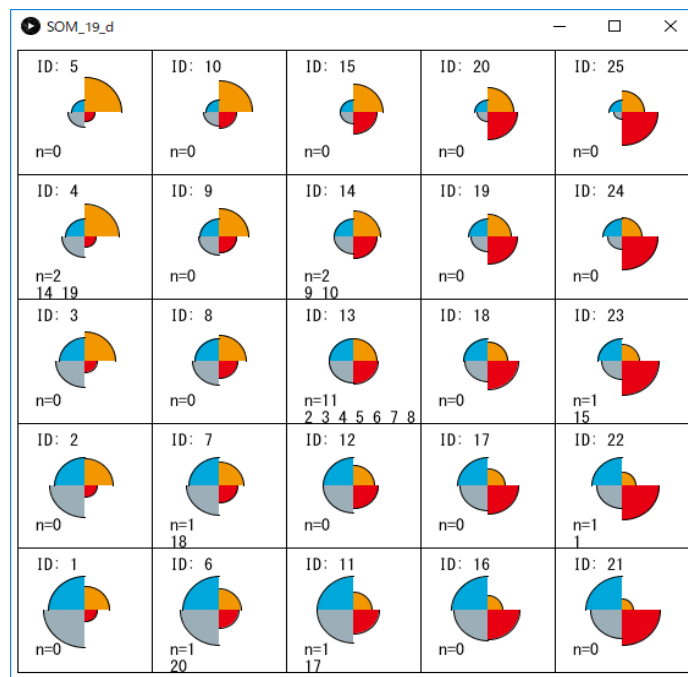 SOM_19_d
ID: 5
n=0
ID: 10
n=0
ID: 15
n=0
ID: 20
n=0
ID: 25
n=0
ID: 4
n=2
14 19
ID: 9
n=0
ID: 14
n=2
9 10
ID: 19
n=0
ID: 24
n=0
ID: 3
n=0
ID: 8
n=0
ID: 13
n=11
2 3 4 5 6 7 8
ID: 18
n=0
ID: 23
n=1
15
ID: 2
n=0
ID: 7
n=1
18
ID: 12
n=0
ID: 17
n=0
ID: 22
n=1
1
ID: 1
n=0
ID: 6
n=1
20
ID: 11
n=1
17
ID: 16
n=0
ID: 21
n=0